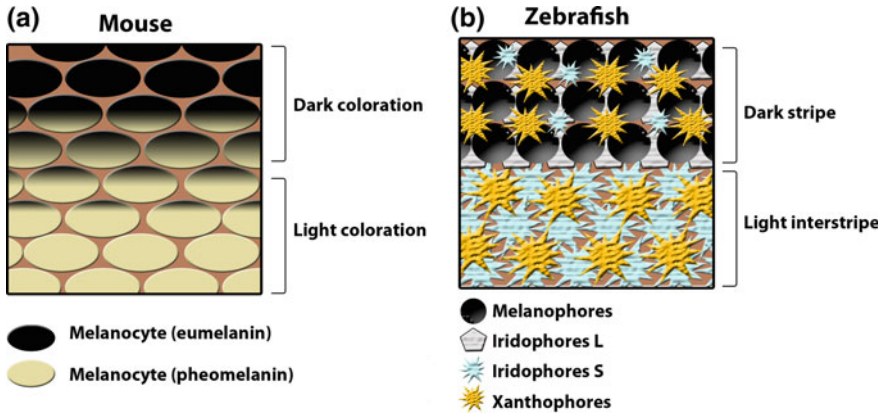 (a)
Mouse
Dark coloration
Light coloration
Melanocyte (eumelanin)
Melanocyte (pheomelanin)
(b)
Zebrafish
Dark stripe
Light interstripe
Melanophores
Iridophores L
Iridophores S
Xanthophores